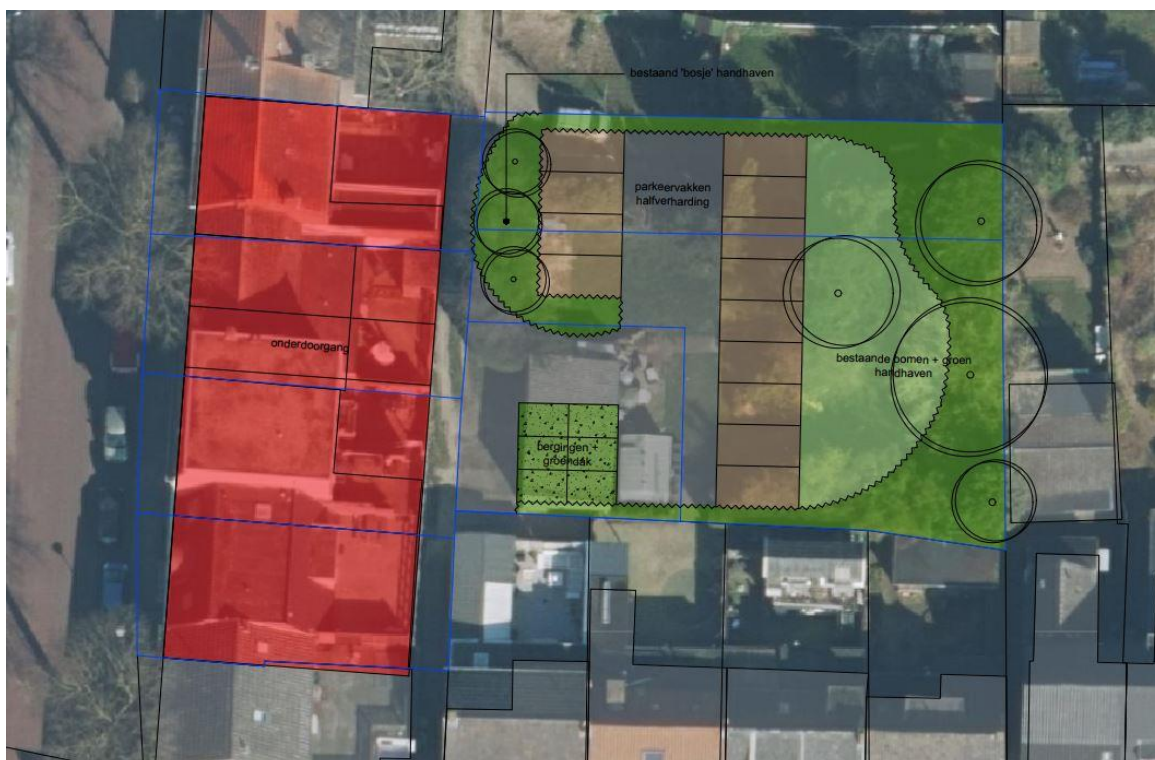 bestaand 'bosje' handhaven
parkeervakken
halfverharding
onderdoorgang
bestaande bomen + groen
handhaven
bergingen +
groendak